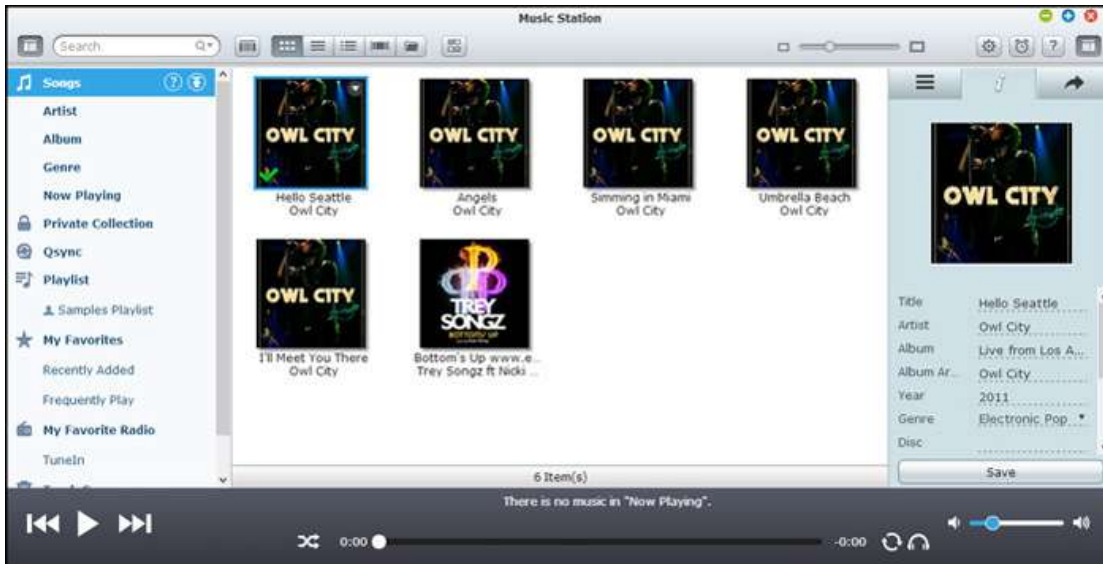 Music Station
Search
Songs
Artist
Album
Genre
Now Playing
Private Collection
Qsync
Playlist
Samples Playlist
My Favorites
Recently Added
Frequently Play
My Favorite Radio
TuneIn
OWL CITY
Hello Seattle
Owl City
OWL CITY
Angels
Owl City
OWL CITY
Simming in Miami
Owl City
OWL CITY
Umbrella Beach
Owl City
OWL CITY
I'll Meet You There
Owl City
TREY
SONGZ
BOTTOMS UP
Bottom's Up www.e...
Trey Songz ft Nicki ...
6 Item(s)
OWL CITY
Title Hello Seattle
Artist Owl City
Album Live from Los A...
Album Ar... Owl City
Year 2011
Genre Electronic Pop
Disc
Save
There is no music in "Now Playing".
0:00
-0:00